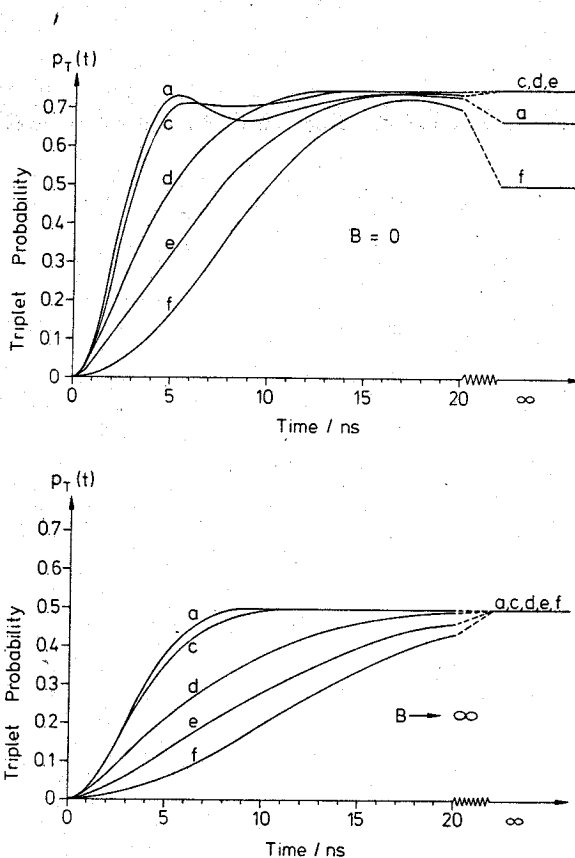 p_T(t)
c,d,e
0.7
a
a
0.6
c
0.5
d
f
0.4
e
B = 0
0.3
0.2
f
0.1
0
0 5 10 15 20 ∞
Triplet Probability
Time / ns
p_T(t)
0.7
0.6
0.5
a
a,c,d,e,f
0.4
c
0.3
d
0.2
e
B → ∞
0.1
f
0
0 5 10 15 20 ∞
Triplet Probability
Time / ns